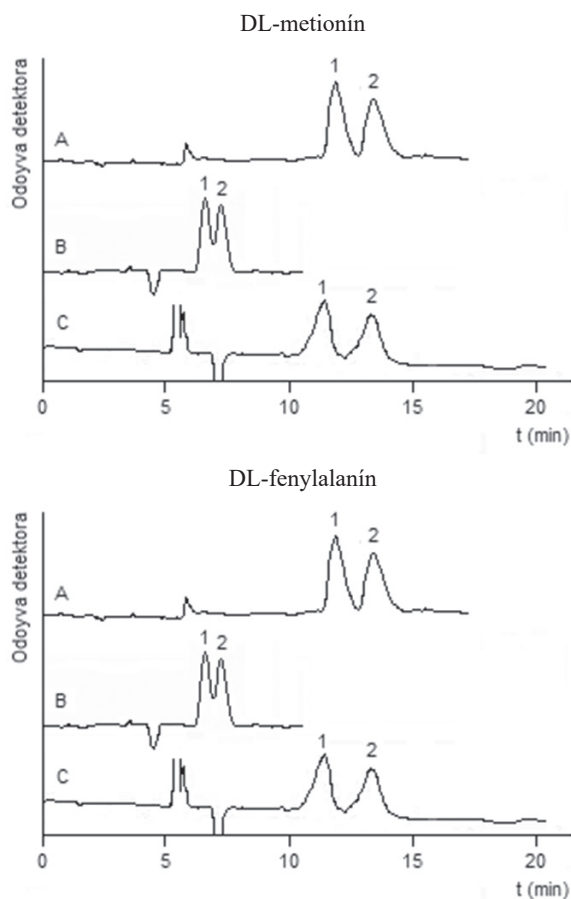 DL-metionín
Odoyva detektora
1 2
A
1 2
B
1 2
C
0 5 10 15 20
t (min)
DL-fenylalanín
Odoyva detektora
1 2
A
1 2
B
1 2
C
0 5 10 15 20
t (min)